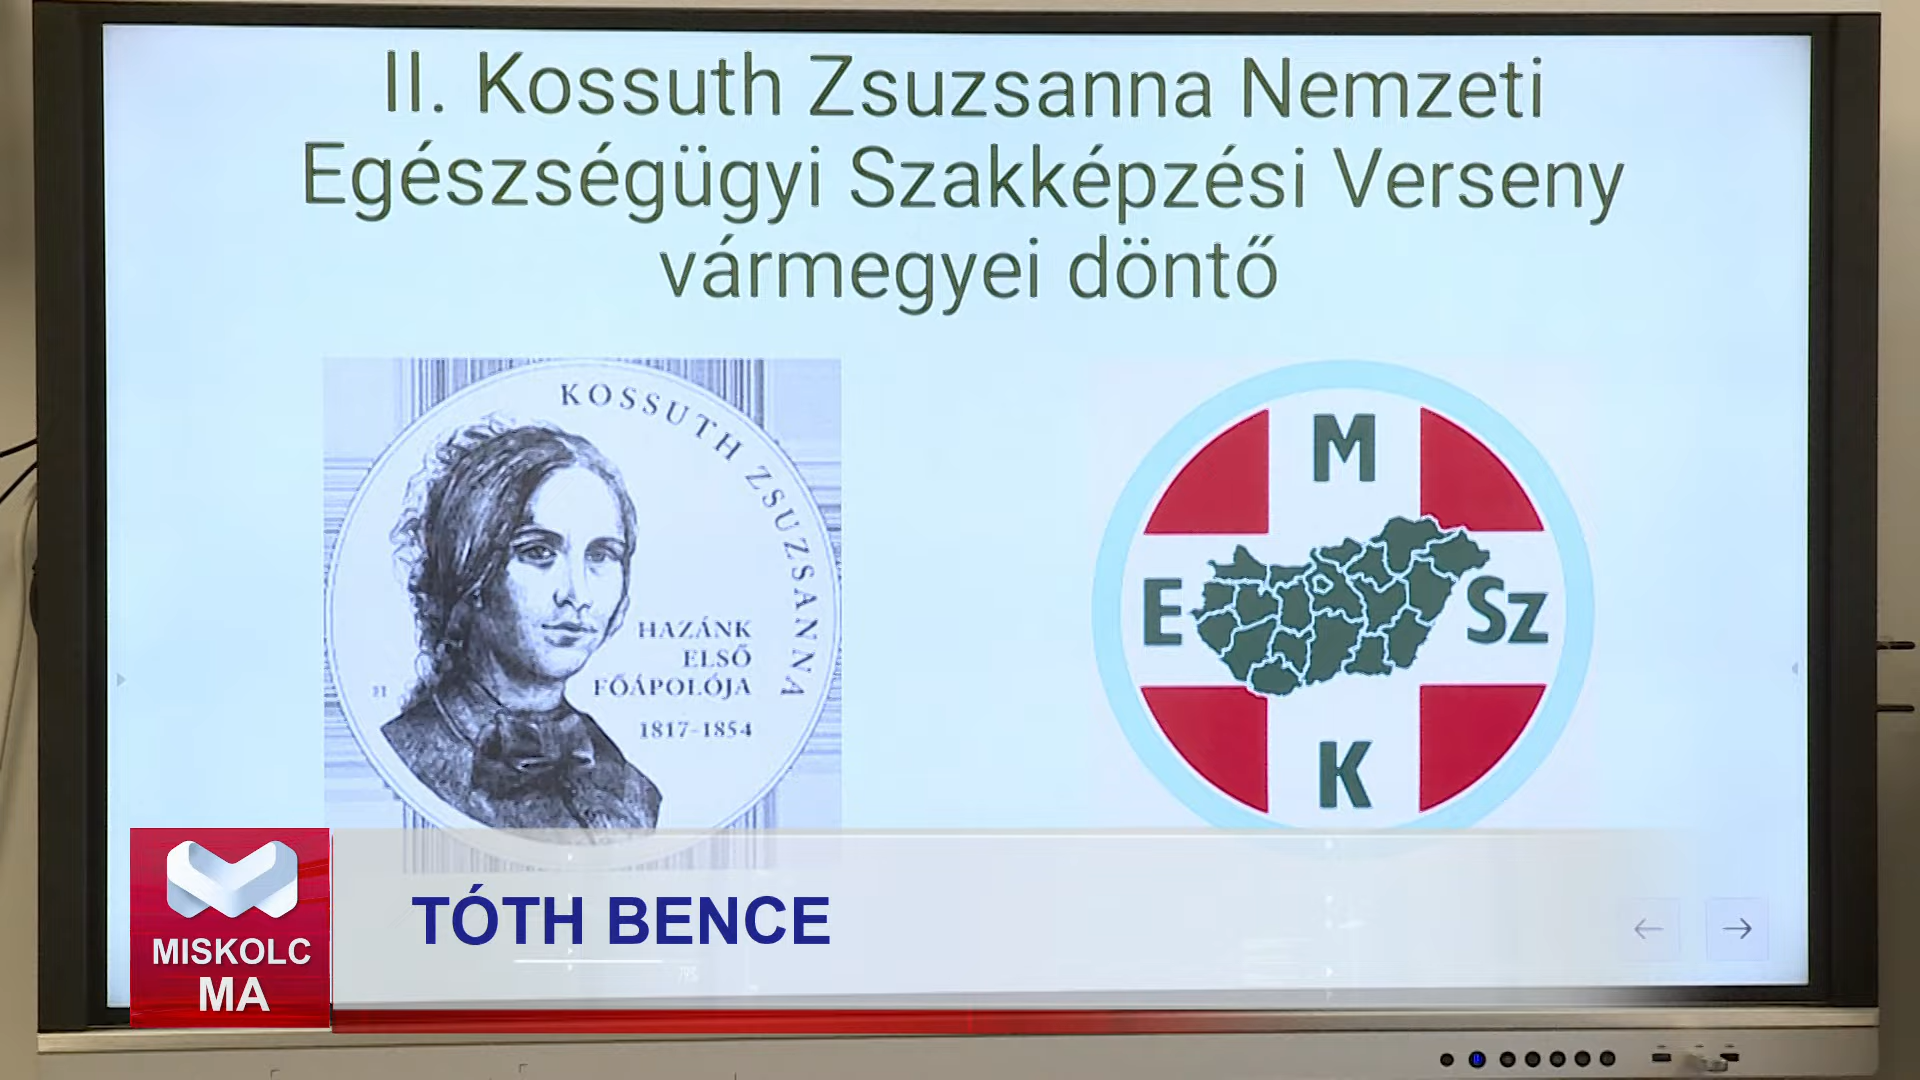 II. Kossuth Zsuzsanna Nemzeti
Egészségügyi Szakképzési Verseny
vármegyei döntő
KOSSUTH ZSUZSANNA
HAZÁNK
ELSŐ
FŐÁPOLÓJA
1817-1854
M
E Sz
K
TÓTH BENCE
MISKOLC
MA